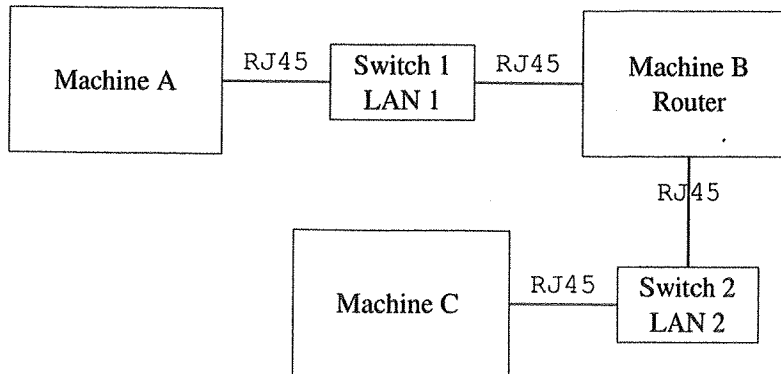 Machine A
RJ45
Switch 1
LAN 1
RJ45
Machine B
Router
RJ45
Machine C
RJ45
Switch 2
LAN 2